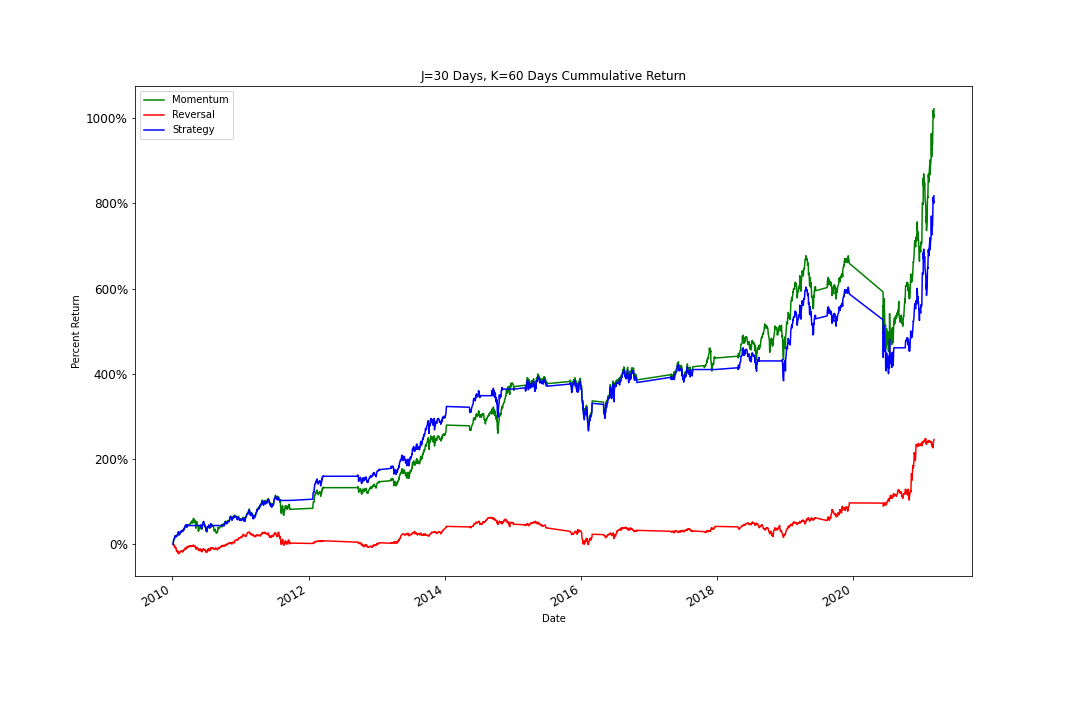 J=30 Days, K=60 Days Cummulative Return
Momentum
Reversal
Strategy
1000%
800%
600%
400%
200%
0%
Percent Return
2010
2012
2014
2016
2018
2020
Date